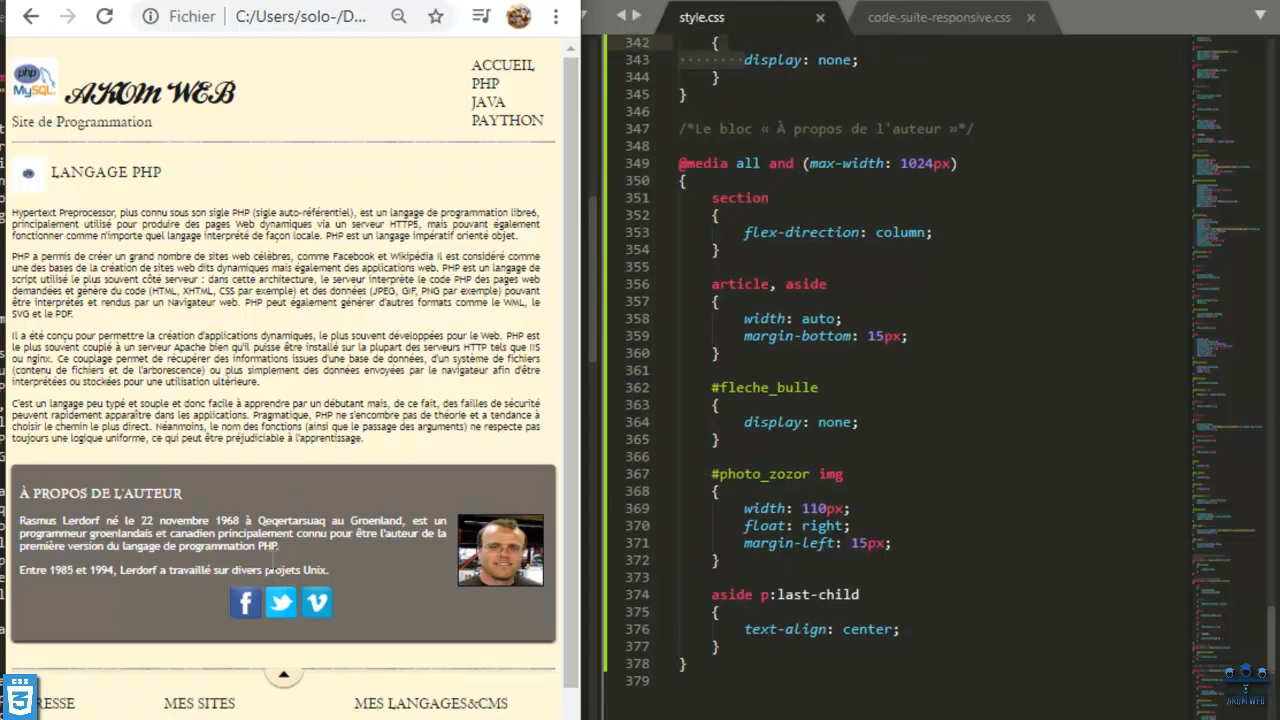 Fichier
C:/Users/solo-/D...
php
MySQL
AKOM WEB
Site de Programmation
ACCUEIL
PHP
JAVA
PAYTHON
LANGAGE PHP
Hypertext Preprocessor, plus connu sous son sigle PHP (sigle auto-référentiel), est un langage de programmation libre6,
principalement utilisé pour produire des pages Web dynamiques via un serveur HTTP5, mais pouvant également
fonctionner comme n'importe quel langage interprété de façon locale. PHP est un langage impératif orienté objet.
PHP a permis de créer un grand nombre de sites web célèbres, comme Facebook et Wikipédia Il est considéré comme
une des bases de la création de sites web dits dynamiques mais également des applications web. PHP est un langage de
script utilisé le plus souvent côté serveur : dans cette architecture, le serveur interprète le code PHP des pages web
demandées et génère du code (HTML, XHTML, CSS par exemple) et des données (JPEG, GIF, PNG par exemple) pouvant
être interprétés et rendus par un Navigateur web. PHP peut également générer d'autres formats comme le WML, le
SVG et le PDF.
Il a été conçu pour permettre la création d'applications dynamiques, le plus souvent développées pour le Web. PHP est
le plus souvent couplé à un serveur Apache bien qu'il puisse être installé sur la plupart des serveurs HTTP tels que IIS
ou nginx. Ce couplage permet de récupérer des informations issues d'une base de données, d'un système de fichiers
(contenu de fichiers et de l'arborescence) ou plus simplement des données envoyées par le navigateur afin d'être
interprétées ou stockées pour une utilisation ultérieure.
C'est un langage peu typé et souple et donc facile à apprendre par un débutant mais, de ce fait, des failles de sécurité
peuvent rapidement apparaître dans les applications. Pragmatique, PHP ne s'encombre pas de théorie et a tendance à
choisir le chemin le plus direct. Néanmoins, le nom des fonctions (ainsi que le passage des arguments) ne respecte pas
toujours une logique uniforme, ce qui peut être préjudiciable à l'apprentissage.
À PROPOS DE L'AUTEUR
Rasmus Lerdorf né le 22 novembre 1968 à Qeqertarsuaq au Groenland, est un
programmeur groenlandais et canadien principalement connu pour être l'auteur de la
première version du langage de programmation PHP.
Entre 1985 et 1994, Lerdorf a travaillé sur divers projets Unix.
RESSE
MES SITES
MES LANGAGES&CMS
style.css
code-suite-responsive.css
342 {
343 display: none;
344 }
345 }
346
347 /*Le bloc « À propos de l'auteur »*/
348
349 @media all and (max-width: 1024px)
350 {
351 section
352 {
353 flex-direction: column;
354 }
355
356 article, aside
357 {
358 width: auto;
359 margin-bottom: 15px;
360 }
361
362 #fleche_bulle
363 {
364 display: none;
365 }
366
367 #photo_zozor img
368 {
369 width: 110px;
370 float: right;
371 margin-left: 15px;
372 }
373
374 aside p:last-child
375 {
376 text-align: center;
377 }
378 }
379
AKOM WEB